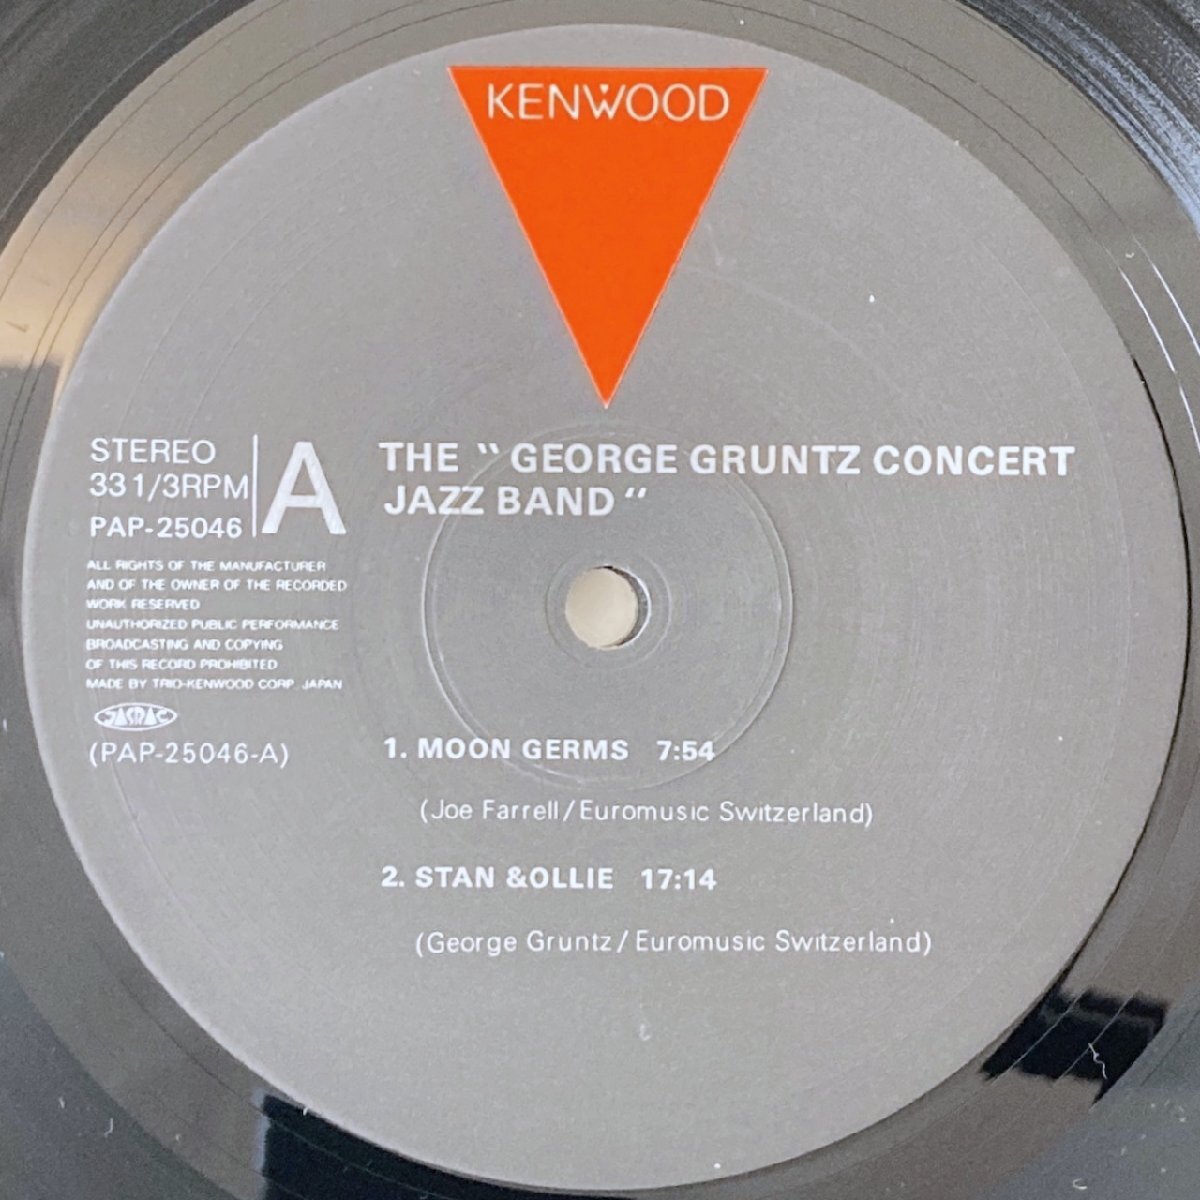 KENWOOD
STEREO
33 1/3RPM
PAP-25046
A
THE " GEORGE GRUNTZ CONCERT
JAZZ BAND "
ALL RIGHTS OF THE MANUFACTURER
AND OF THE OWNER OF THE RECORDED
WORK RESERVED
UNAUTHORIZED PUBLIC PERFORMANCE
BROADCASTING AND COPYING
OF THIS RECORD PROHIBITED
MADE BY TRIO-KENWOOD CORP. JAPAN
JASRAC
(PAP-25046-A)
1. MOON GERMS 7:54
(Joe Farrell/Euromusic Switzerland)
2. STAN &OLLIE 17:14
(George Gruntz/Euromusic Switzerland)